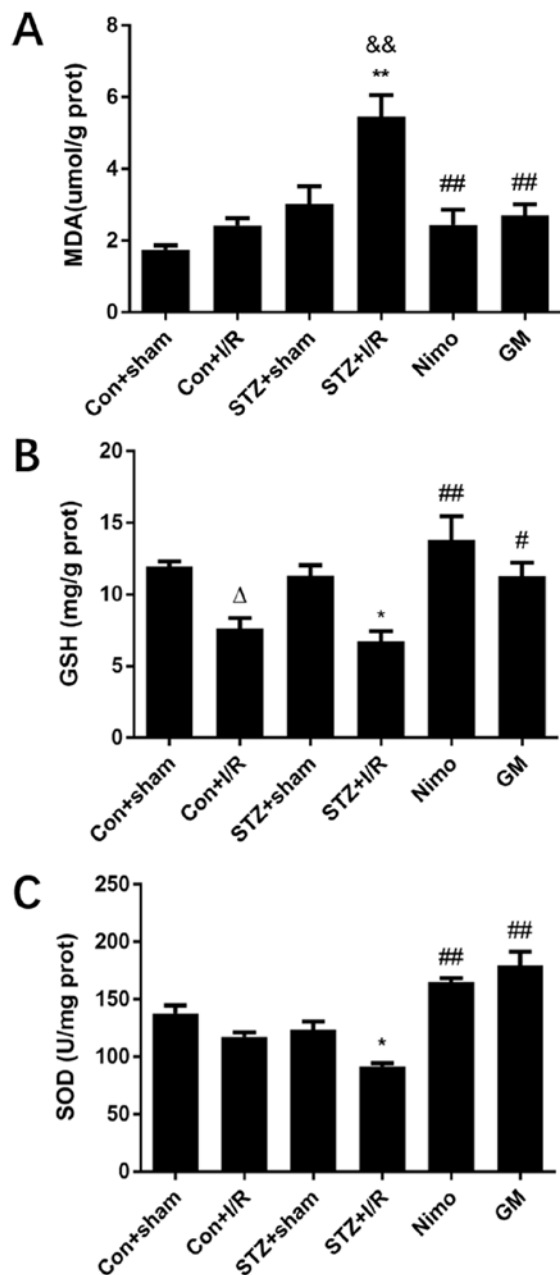 A
MDA(umol/g prot)
8
6
4
2
0
&&
**
##
##
Con+sham
Con+I/R
STZ+sham
STZ+I/R
Nimo
GM
B
GSH (mg/g prot)
20
15
10
5
0
Δ
*
##
#
Con+sham
Con+I/R
STZ+sham
STZ+I/R
Nimo
GM
C
SOD (U/mg prot)
250
200
150
100
50
0
*
##
##
Con+sham
Con+I/R
STZ+sham
STZ+I/R
Nimo
GM